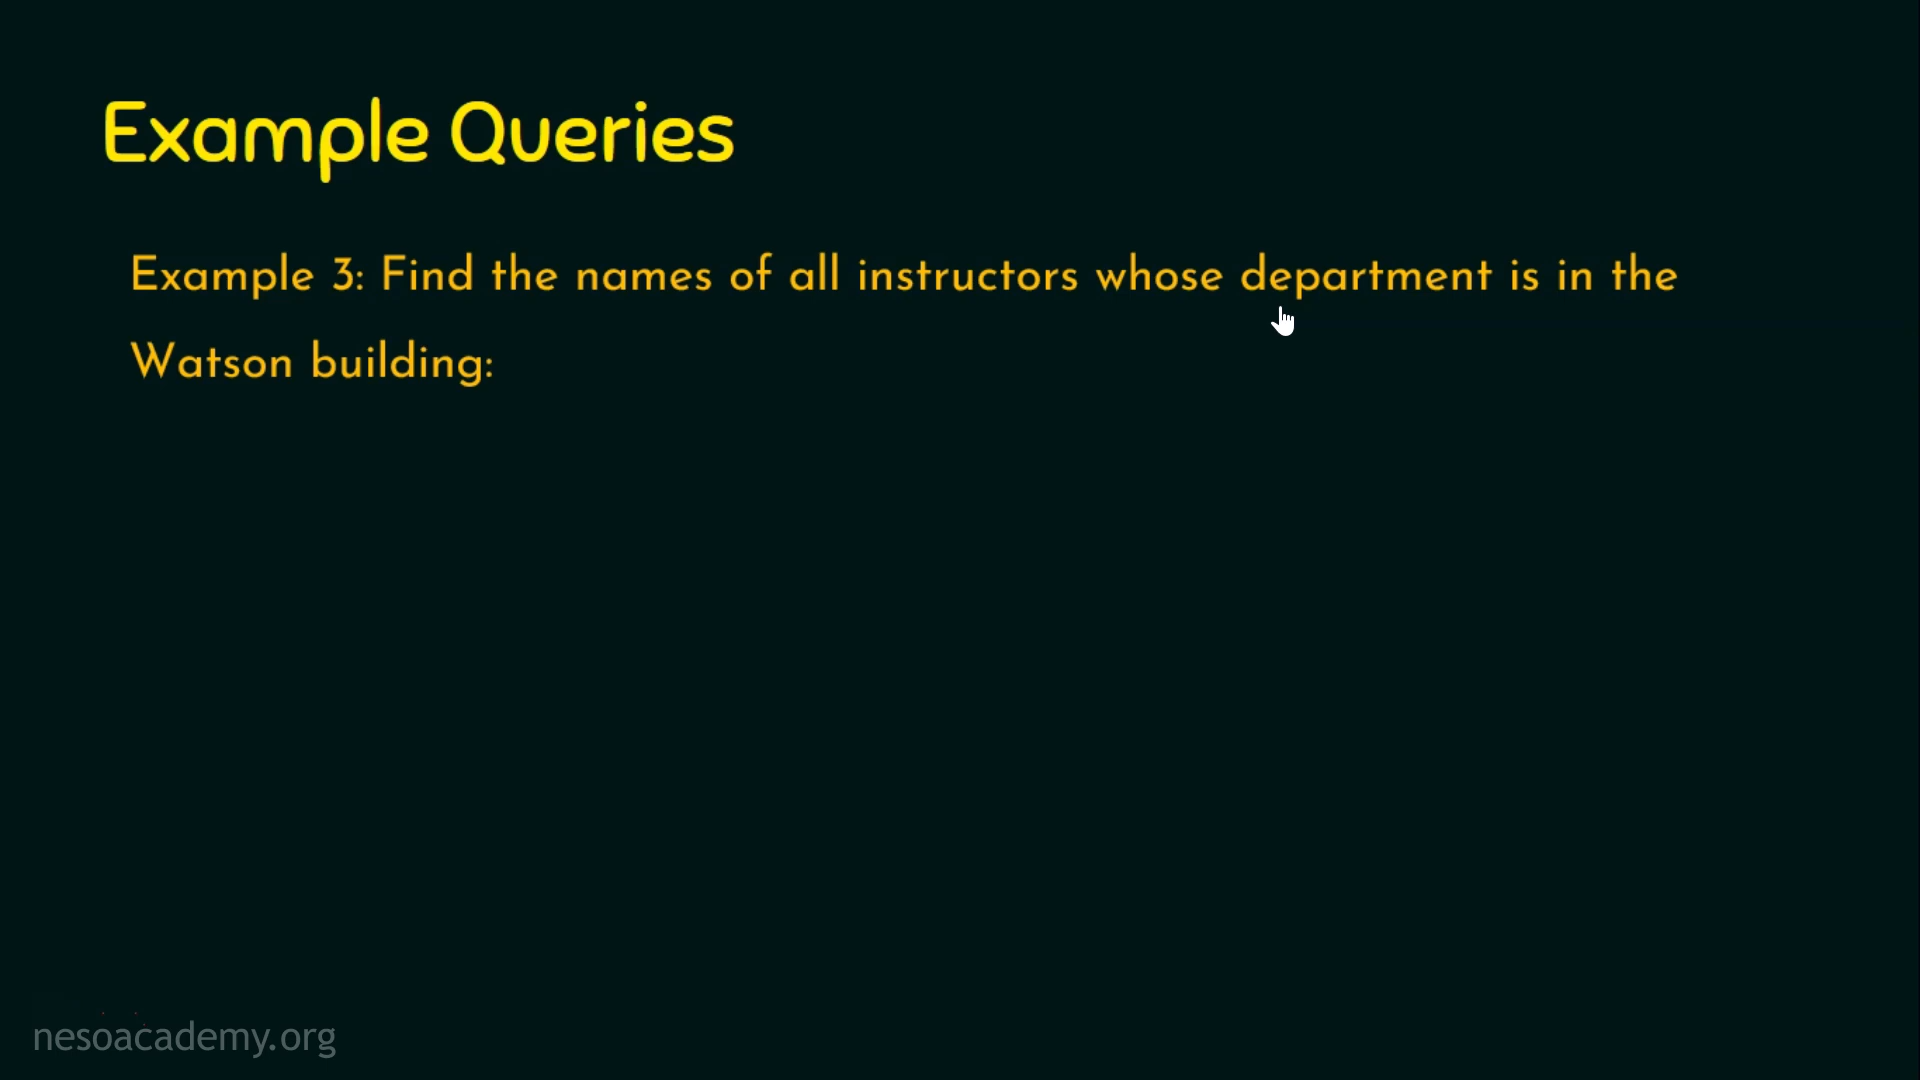 Example Queries
Example 3: Find the names of all instructors whose department is in the
Watson building:
nesoacademy.org